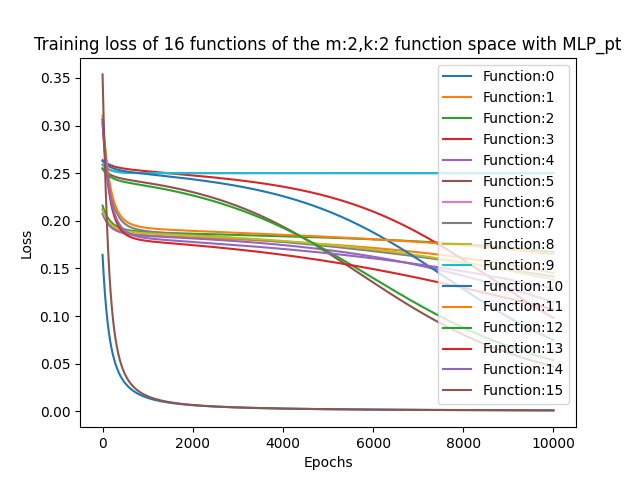 Training loss of 16 functions of the m:2,k:2 function space with MLP_pt
Loss
0.35
0.30
0.25
0.20
0.15
0.10
0.05
0.00
Function:0
Function:1
Function:2
Function:3
Function:4
Function:5
Function:6
Function:7
Function:8
Function:9
Function:10
Function:11
Function:12
Function:13
Function:14
Function:15
0
2000
4000
6000
8000
10000
Epochs